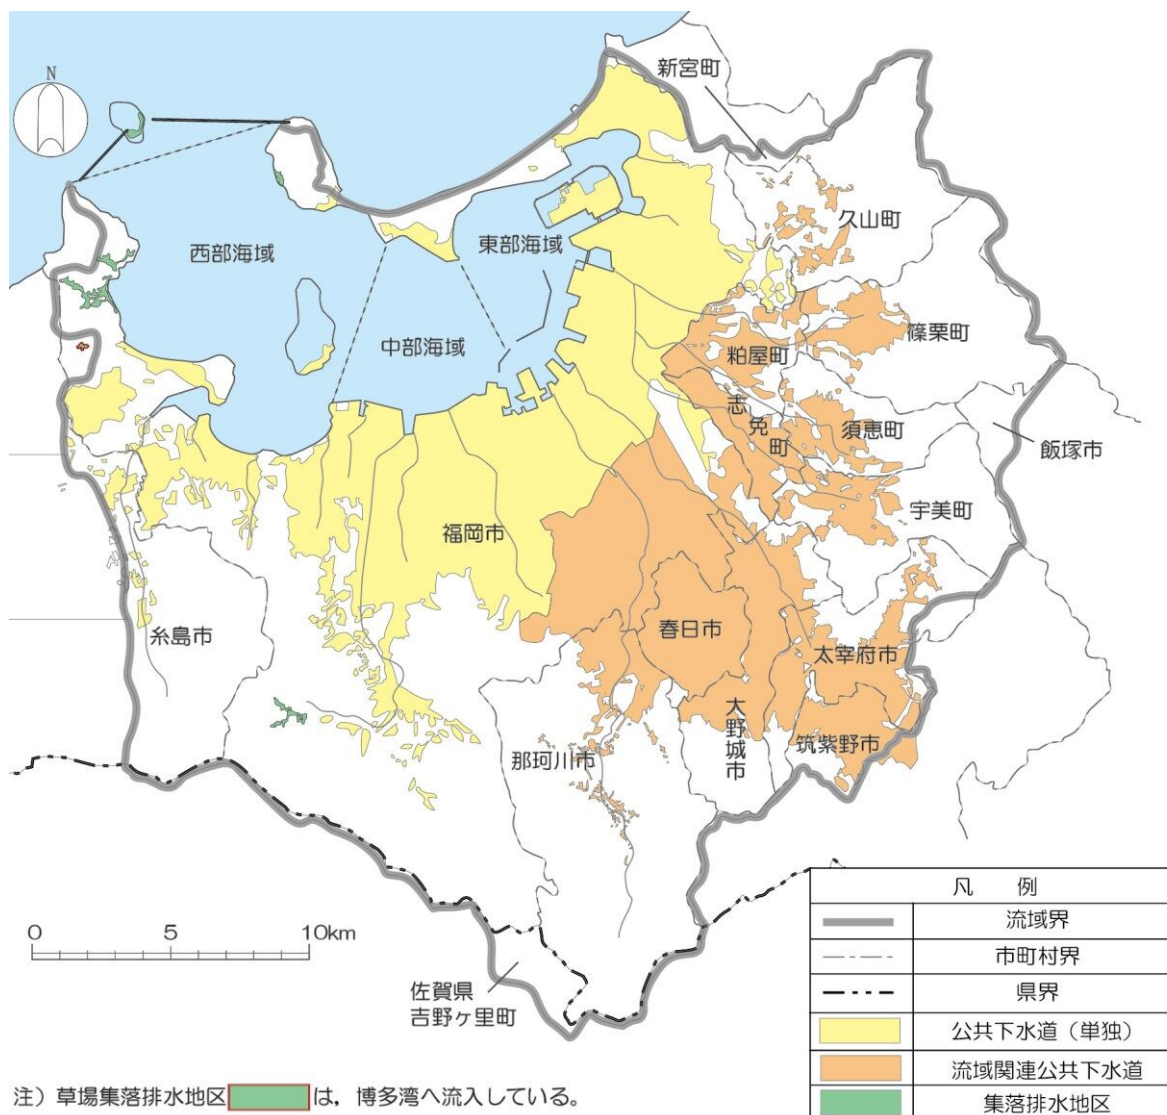 N
新宮町
久山町
東部海域
西部海域
中部海域
篠栗町
粕屋町
志免町
須恵町
飯塚市
宇美町
福岡市
糸島市
春日市
太宰府市
大野城市
筑紫野市
那珂川市
0 5 10km
佐賀県
吉野ヶ里町
凡 例
流域界
市町村界
県界
公共下水道（単独）
流域関連公共下水道
集落排水地区
注）草場集落排水地区 は，博多湾へ流入している。